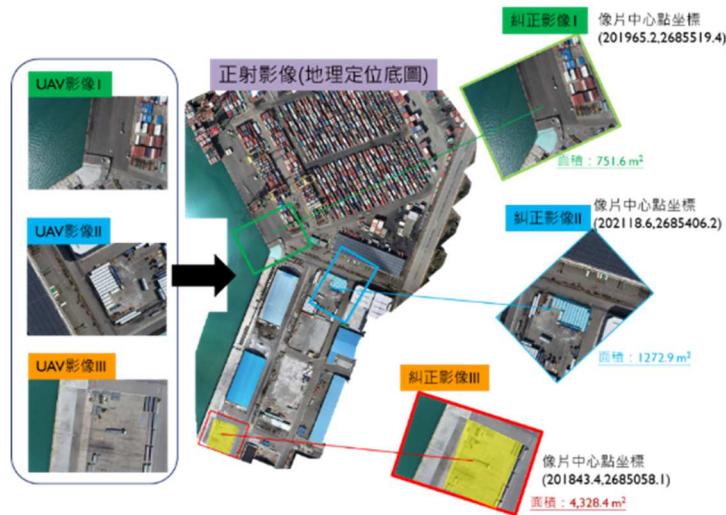 UAV影像I
UAV影像II
UAV影像III
正射影像(地理定位底圖)
糾正影像I
像片中心點坐標
(201965.2,2685519.4)
面積：751.6 m²
糾正影像II
像片中心點坐標
(202118.6,2685406.2)
面積：1272.9 m²
糾正影像III
像片中心點坐標
(201843.4,2685058.1)
面積：4,328.4 m²